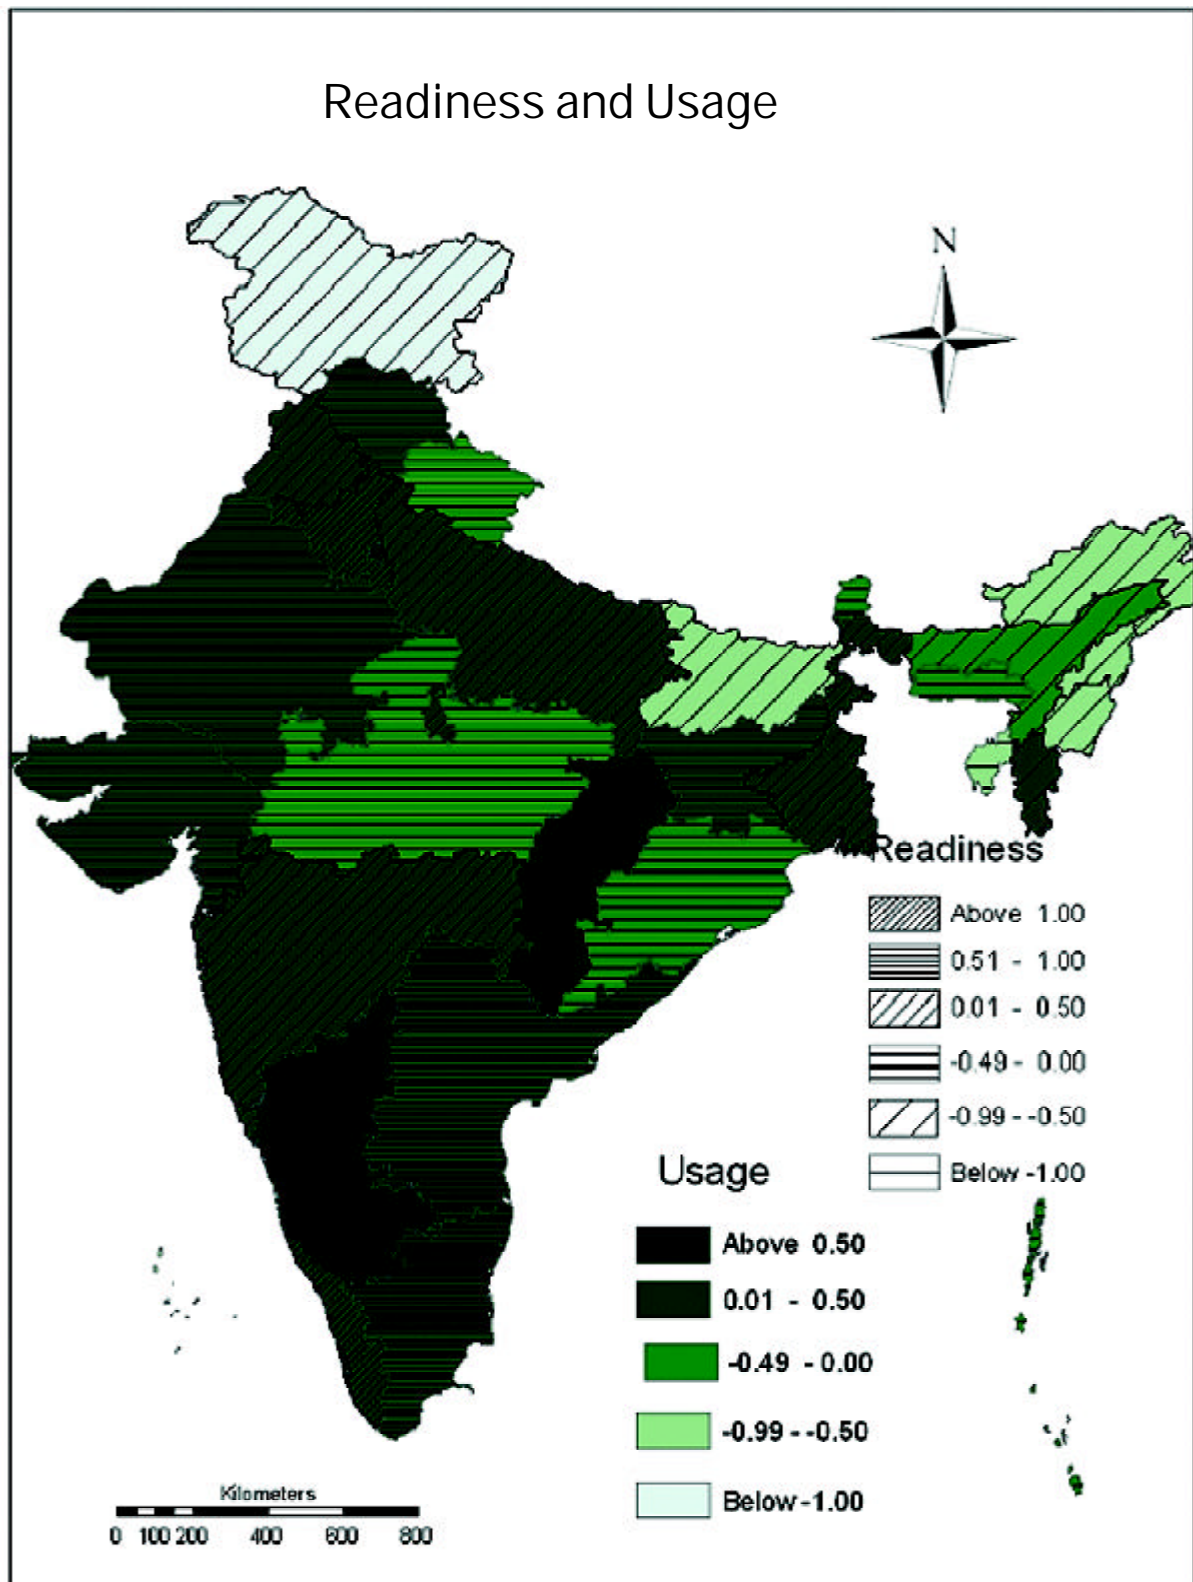 Readiness and Usage
N
Readiness
Above 1.00
0.51 - 1.00
0.01 - 0.50
-0.49 - 0.00
-0.99 - -0.50
Below -1.00
Usage
Above 0.50
0.01 - 0.50
-0.49 - 0.00
-0.99 - -0.50
Below -1.00
Kilometers
0 100 200 400 600 800